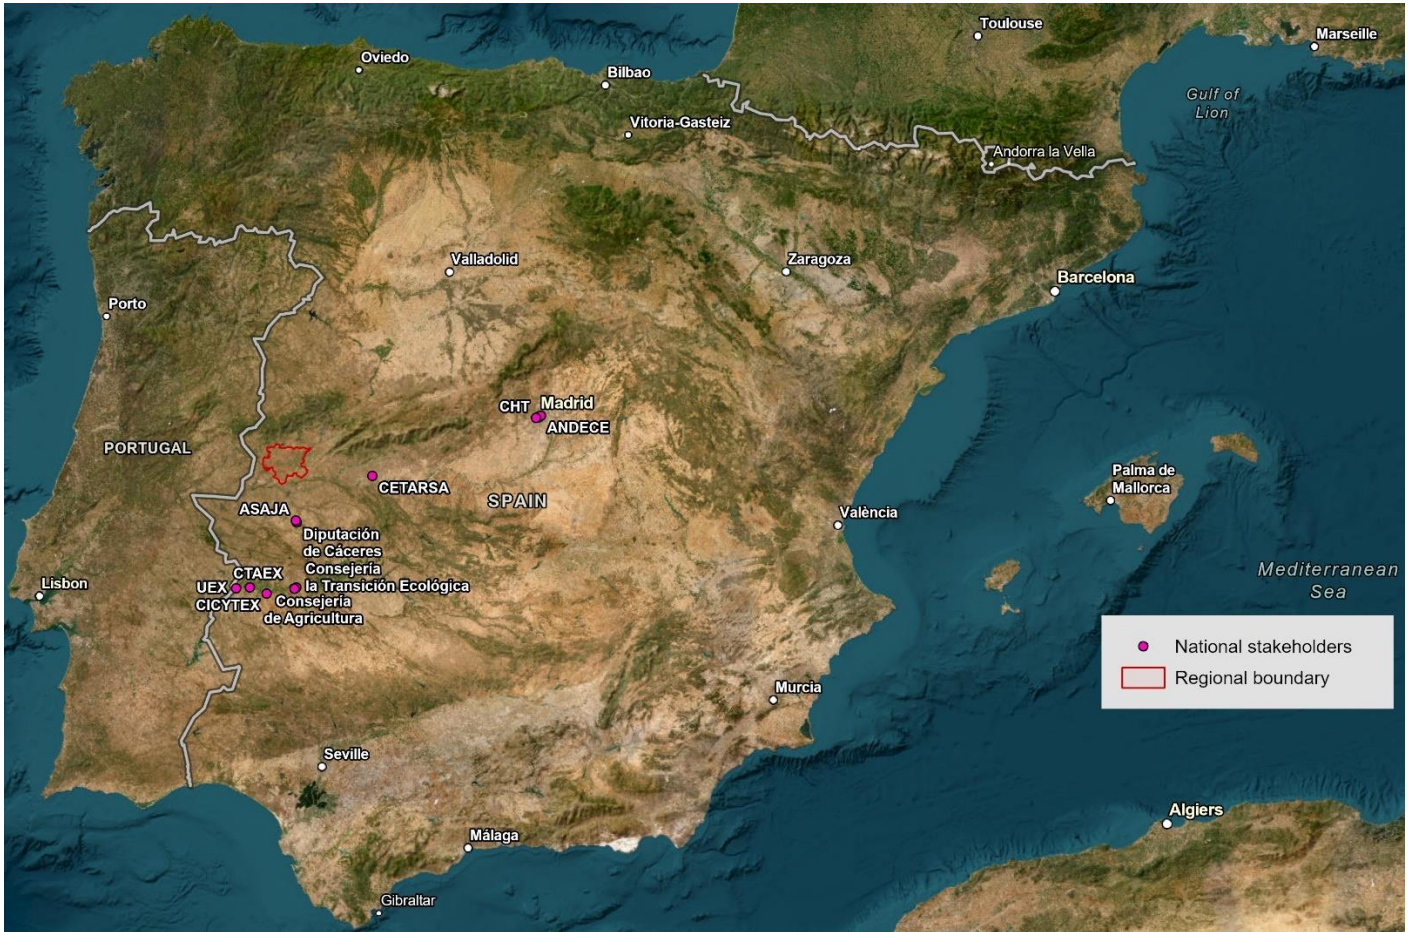 Toulouse
Marseille
Oviedo
Bilbao
Gulf of
Lion
Vitoria-Gasteiz
Andorra la Vella
Valladolid
Zaragoza
Barcelona
Porto
CHT
Madrid
ANDECE
PORTUGAL
CETARSA
SPAIN
Palma de
Mallorca
ASAJA
València
Diputación
de Cáceres
Consejería
la Transición Ecológica
CTAEX
UEX
CICYTEX
Consejería
de Agricultura
Lisbon
Mediterranean
Sea
National stakeholders
Regional boundary
Murcia
Seville
Algiers
Málaga
Gibraltar